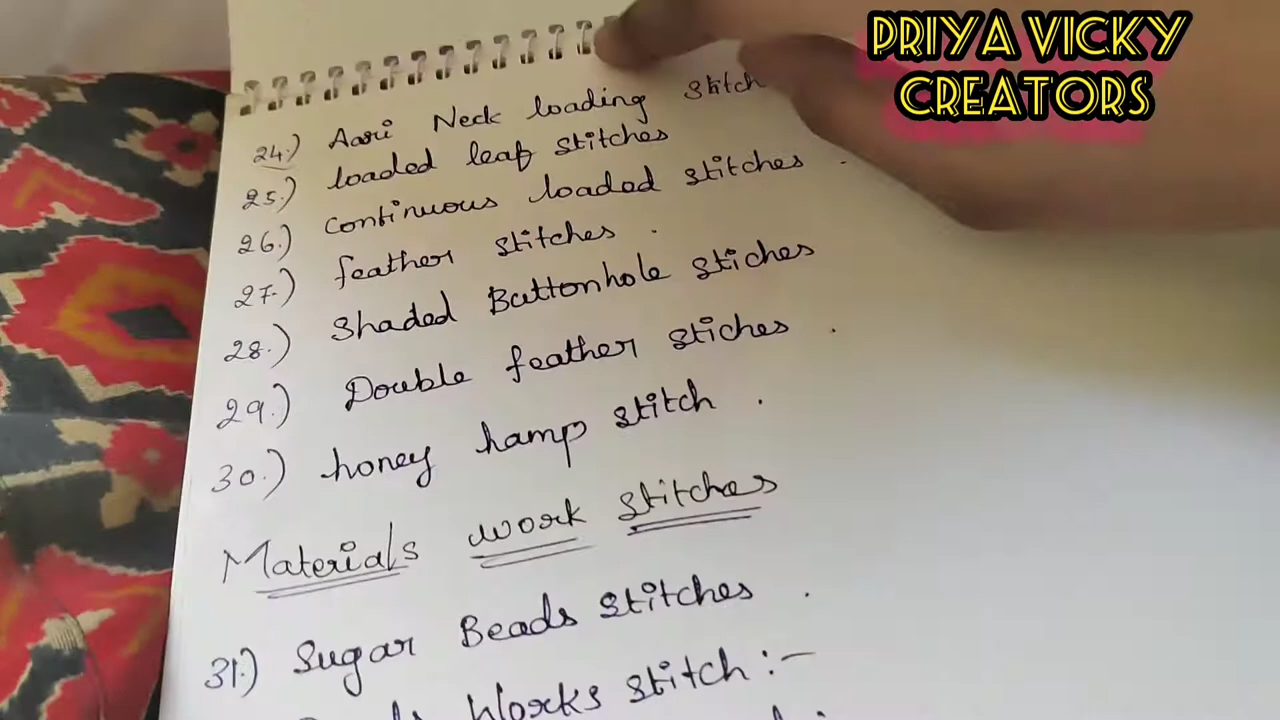 PRIYA VICKY
CREATORS
24.) Aari Neck loading stitch
25.) loaded leaf stitches
26.) continuous loaded stitches.
27.) feather stitches.
28.) Shaded Buttonhole stiches
29.) Double feather stiches.
30.) honey hamp stitch.
Materials work stitches
31.) Sugar Beads stitches.
works stitch:-